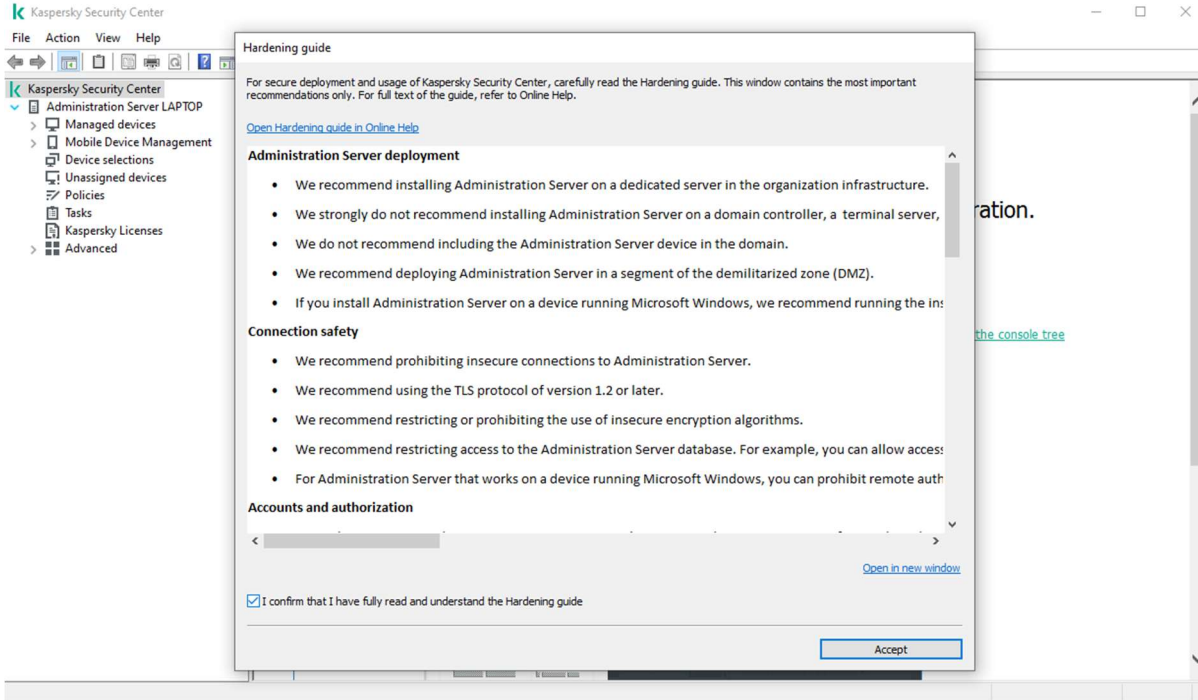 Kaspersky Security Center
File Action View Help
Kaspersky Security Center
Administration Server LAPTOP
Managed devices
Mobile Device Management
Device selections
Unassigned devices
Policies
Tasks
Kaspersky Licenses
Advanced
Hardening guide
For secure deployment and usage of Kaspersky Security Center, carefully read the Hardening guide. This window contains the most important
recommendations only. For full text of the guide, refer to Online Help.
Open Hardening guide in Online Help
Administration Server deployment
• We recommend installing Administration Server on a dedicated server in the organization infrastructure.
• We strongly do not recommend installing Administration Server on a domain controller, a terminal server,
• We do not recommend including the Administration Server device in the domain.
• We recommend deploying Administration Server in a segment of the demilitarized zone (DMZ).
• If you install Administration Server on a device running Microsoft Windows, we recommend running the ins
Connection safety
• We recommend prohibiting insecure connections to Administration Server.
• We recommend using the TLS protocol of version 1.2 or later.
• We recommend restricting or prohibiting the use of insecure encryption algorithms.
• We recommend restricting access to the Administration Server database. For example, you can allow access
• For Administration Server that works on a device running Microsoft Windows, you can prohibit remote auth
Accounts and authorization
Open in new window
I confirm that I have fully read and understand the Hardening guide
Accept
ration.
the console tree